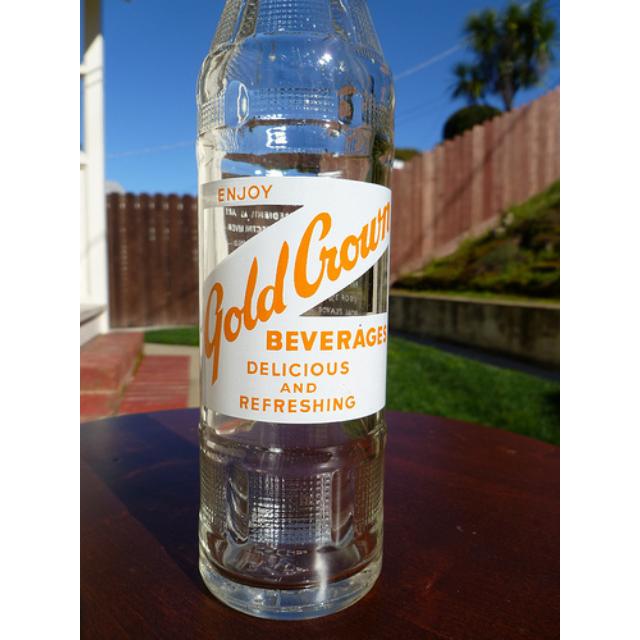 ENJOY
Gold Crown
BEVERAGES
DELICIOUS
AND
REFRESHING